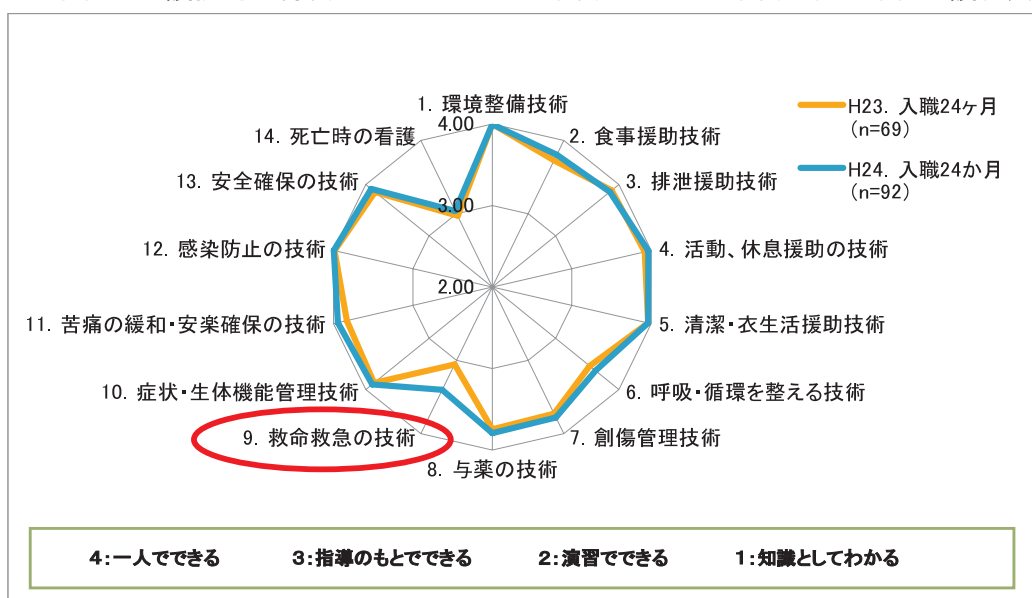 1. 環境整備技術
4.00
14. 死亡時の看護
2. 食事援助技術
H23. 入職24ヶ月
(n=69)
13. 安全確保の技術
3. 排泄援助技術
H24. 入職24か月
(n=92)
3.00
12. 感染防止の技術
4. 活動、休息援助の技術
2.00
11. 苦痛の緩和・安楽確保の技術
5. 清潔・衣生活援助技術
10. 症状・生体機能管理技術
6. 呼吸・循環を整える技術
9. 救命救急の技術
7. 創傷管理技術
8. 与薬の技術
4:一人でできる 3:指導のもとでできる 2:演習でできる 1:知識としてわかる